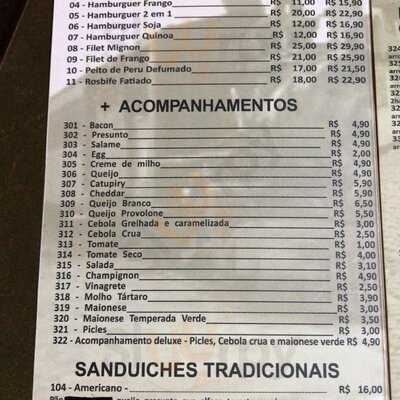 04 - Hamburguer Frango R$ 11,00 R$ 15,90
05 - Hamburguer 2 em 1 R$ 20,00 R$ 22,90
06 - Hamburguer Soja R$ 12,00 R$ 16,90
07 - Hamburguer Quinoa R$ 12,00 R$ 16,90
08 - Filet Mignon R$ 25,00 R$ 29,90
09 - Filet de Frango R$ 21,00 R$ 25,90
10 - Peito de Peru Defumado R$ 17,00 R$ 21,50
11 - Rosbife Fatiado R$ 18,00 R$ 22,90
+ ACOMPANHAMENTOS
301 - Bacon R$ 4,90
302 - Presunto R$ 4,90
303 - Salame R$ 4,90
304 - Egg R$ 2,00
305 - Creme de milho R$ 4,90
306 - Queijo R$ 4,90
307 - Catupiry R$ 5,90
308 - Cheddar R$ 5,90
309 - Queijo Branco R$ 6,50
310 - Queijo Provolone R$ 5,50
311 - Cebola Grelhada e caramelizada R$ 3,00
312 - Cebola Crua R$ 2,50
313 - Tomate R$ 1,00
314 - Tomate Seco R$ 4,00
315 - Salada R$ 3,10
316 - Champignon R$ 4,90
317 - Vinagrete R$ 2,50
318 - Molho Tártaro R$ 3,90
319 - Maionese R$ 3,00
320 - Maionese Temperada Verde R$ 3,50
321 - Picles R$ 3,00
322 - Acompanhamento deluxe - Picles, Cebola crua e maionese verde R$ 4,90
SANDUICHES TRADICIONAIS
104 - Americano - R$ 16,00